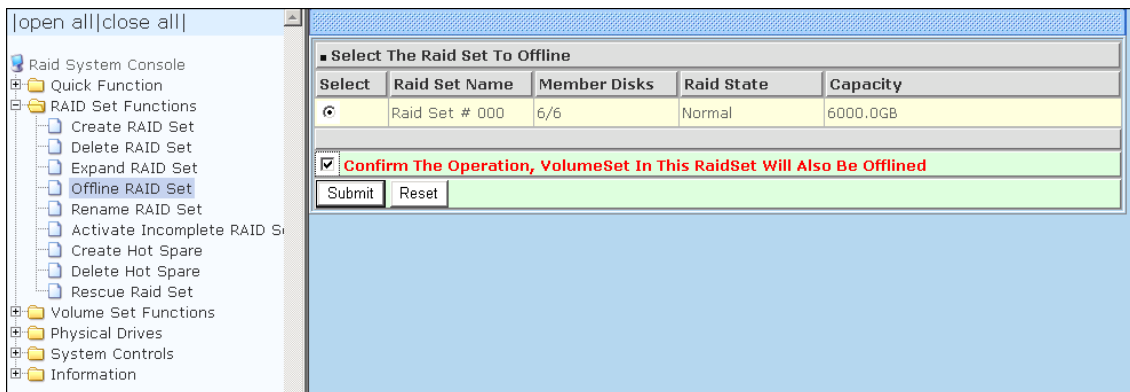 |open all|close all|
Raid System Console
Quick Function
RAID Set Functions
Create RAID Set
Delete RAID Set
Expand RAID Set
Offline RAID Set
Rename RAID Set
Activate Incomplete RAID
Create Hot Spare
Delete Hot Spare
Rescue Raid Set
Volume Set Functions
Physical Drives
System Controls
Information
Select The Raid Set To Offline
Select Raid Set Name Member Disks Raid State Capacity
Raid Set # 000 6/6 Normal 6000.0GB
Confirm The Operation, VolumeSet In This RaidSet Will Also Be Offlined
Submit Reset